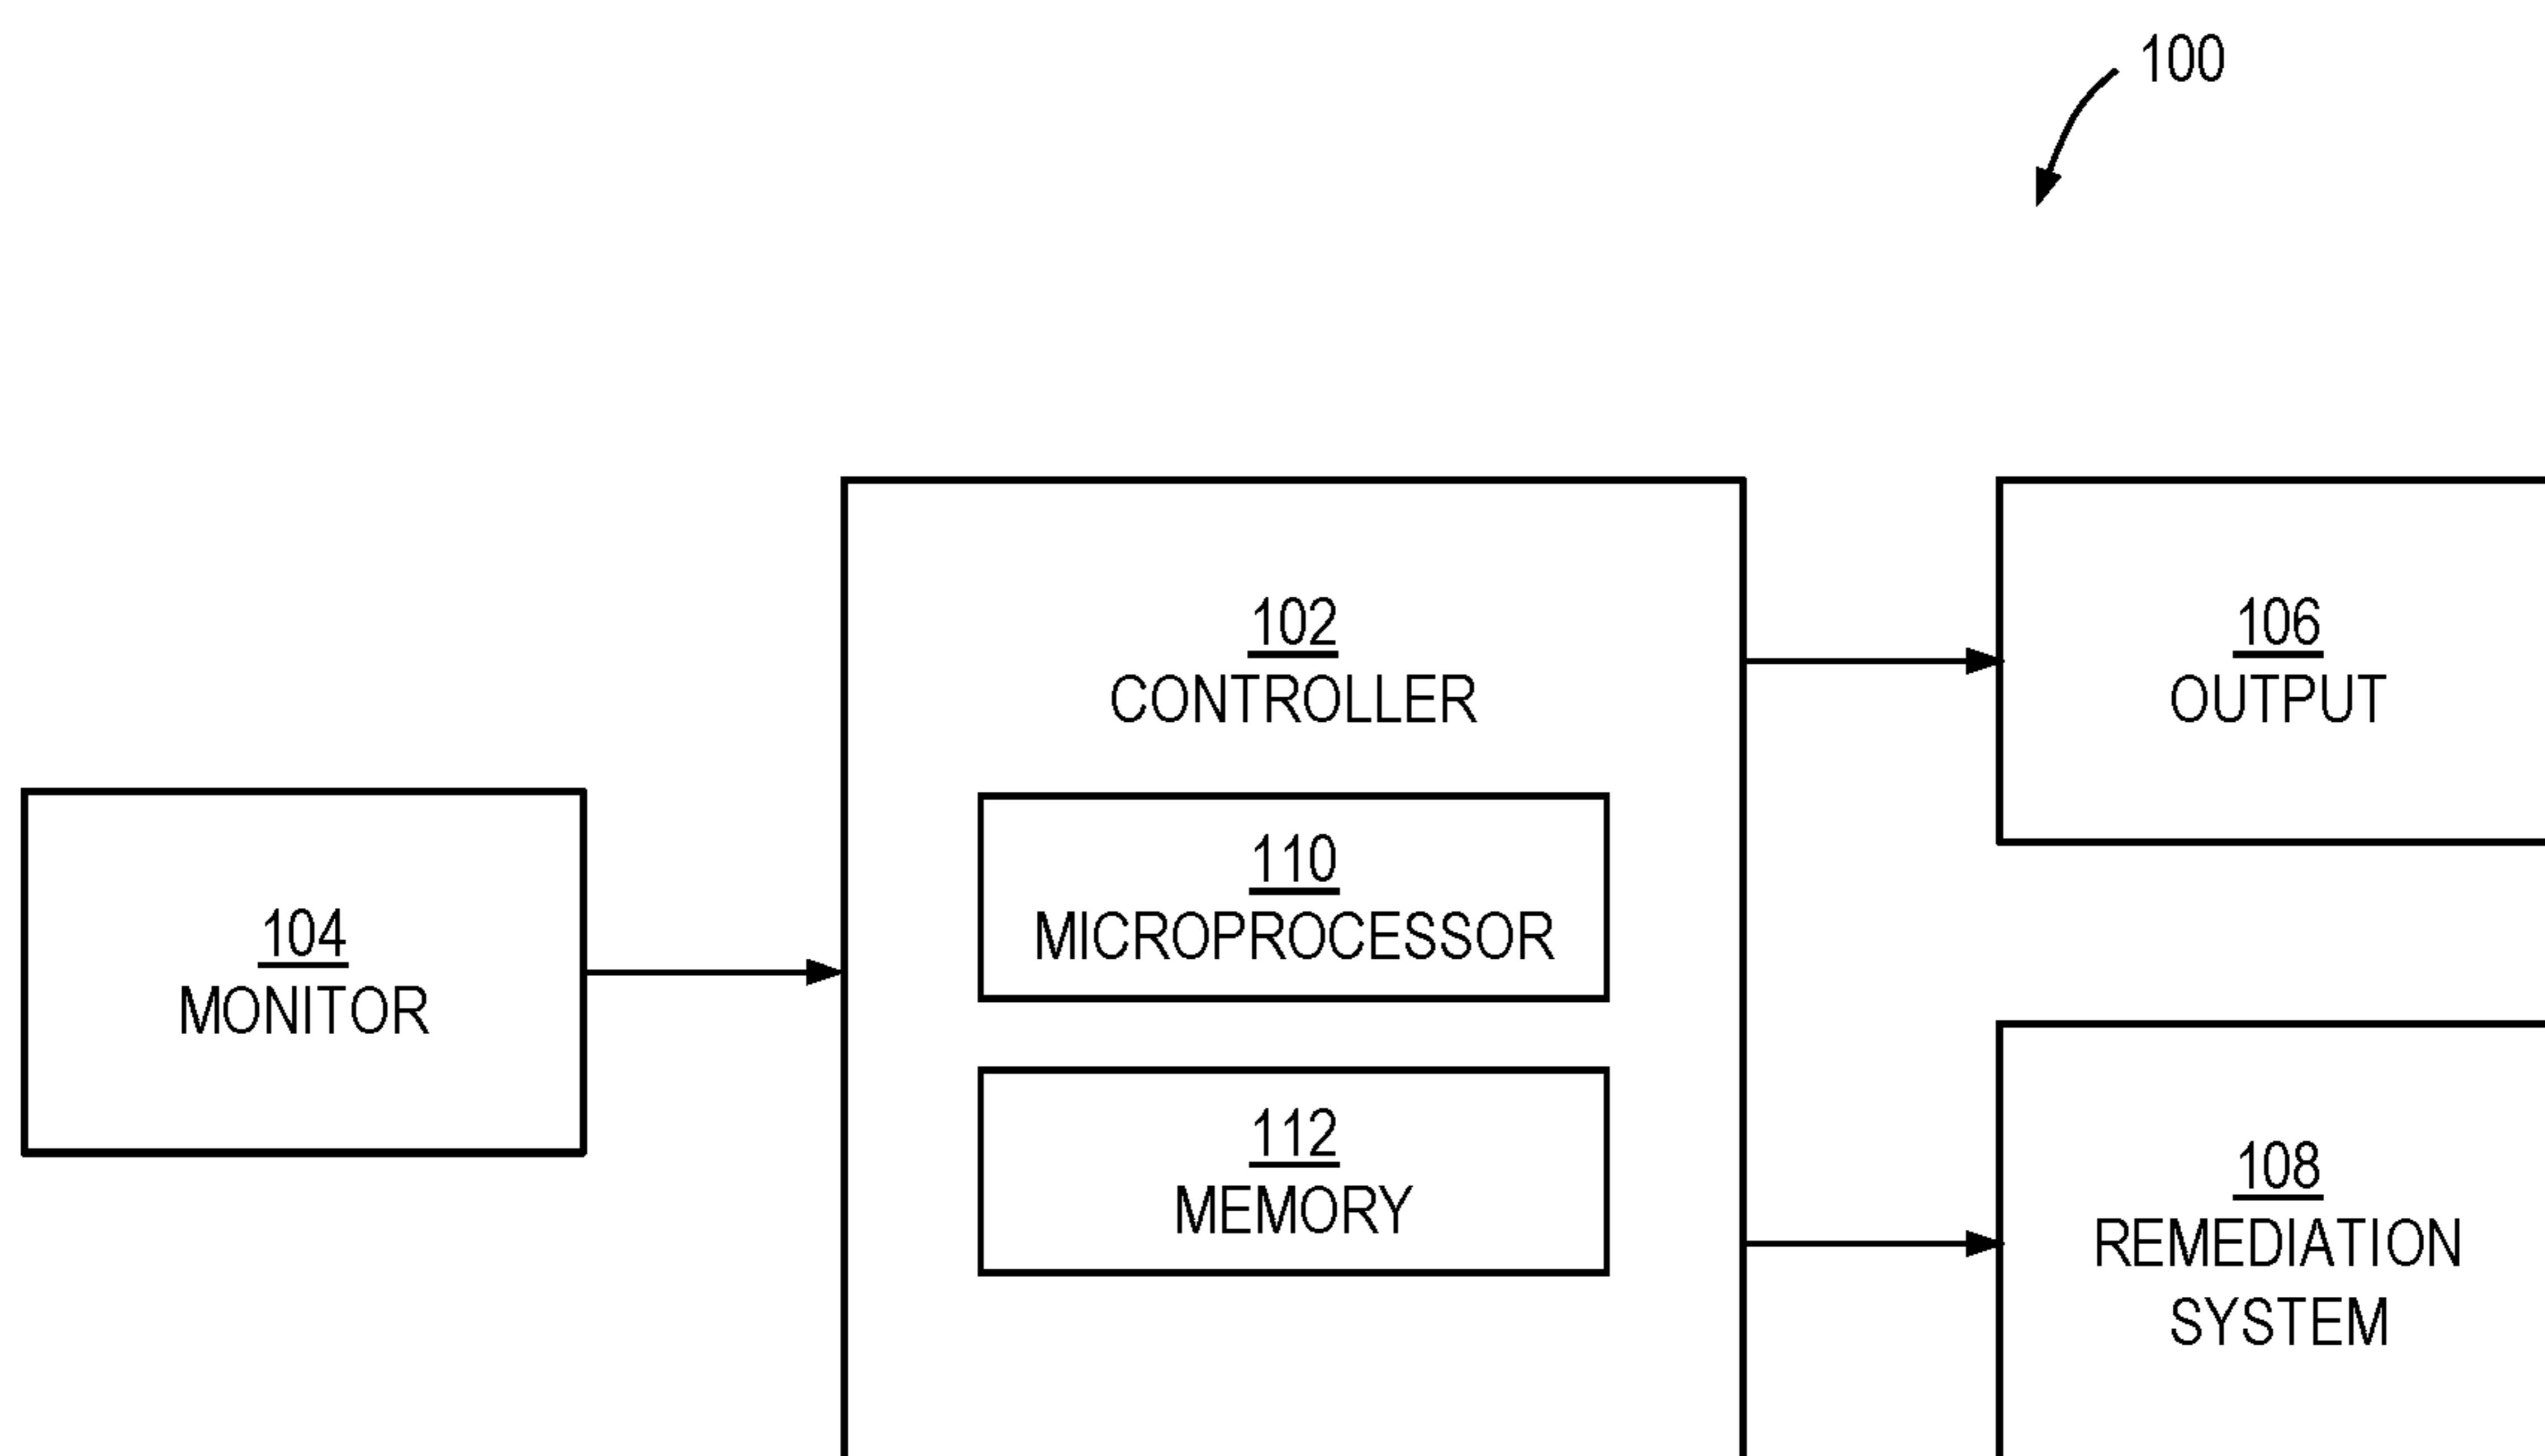 100
102
CONTROLLER
106
OUTPUT
110
MICROPROCESSOR
104
MONITOR
112
MEMORY
108
REMEDIATION
SYSTEM